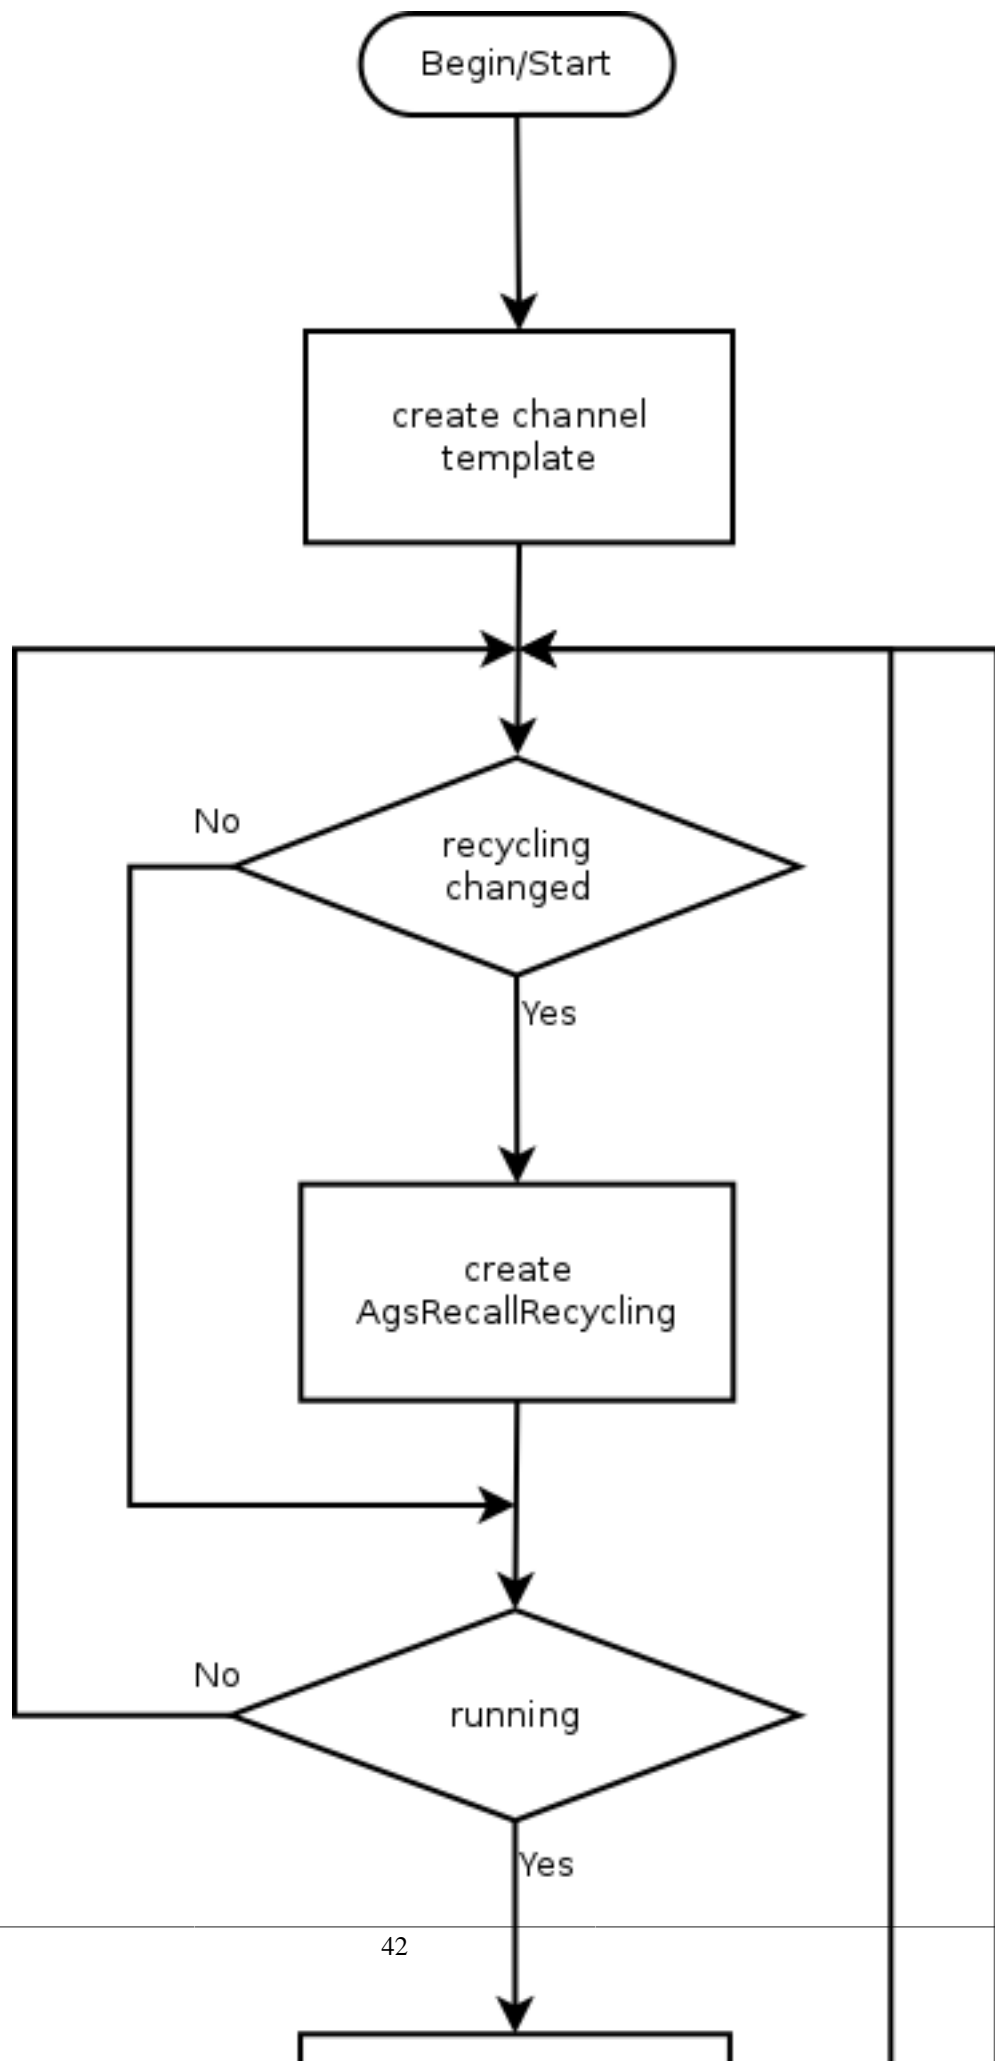 Begin/Start
create channel
template
No
recycling
changed
Yes
create
AgsRecallRecycling
No
running
Yes
42